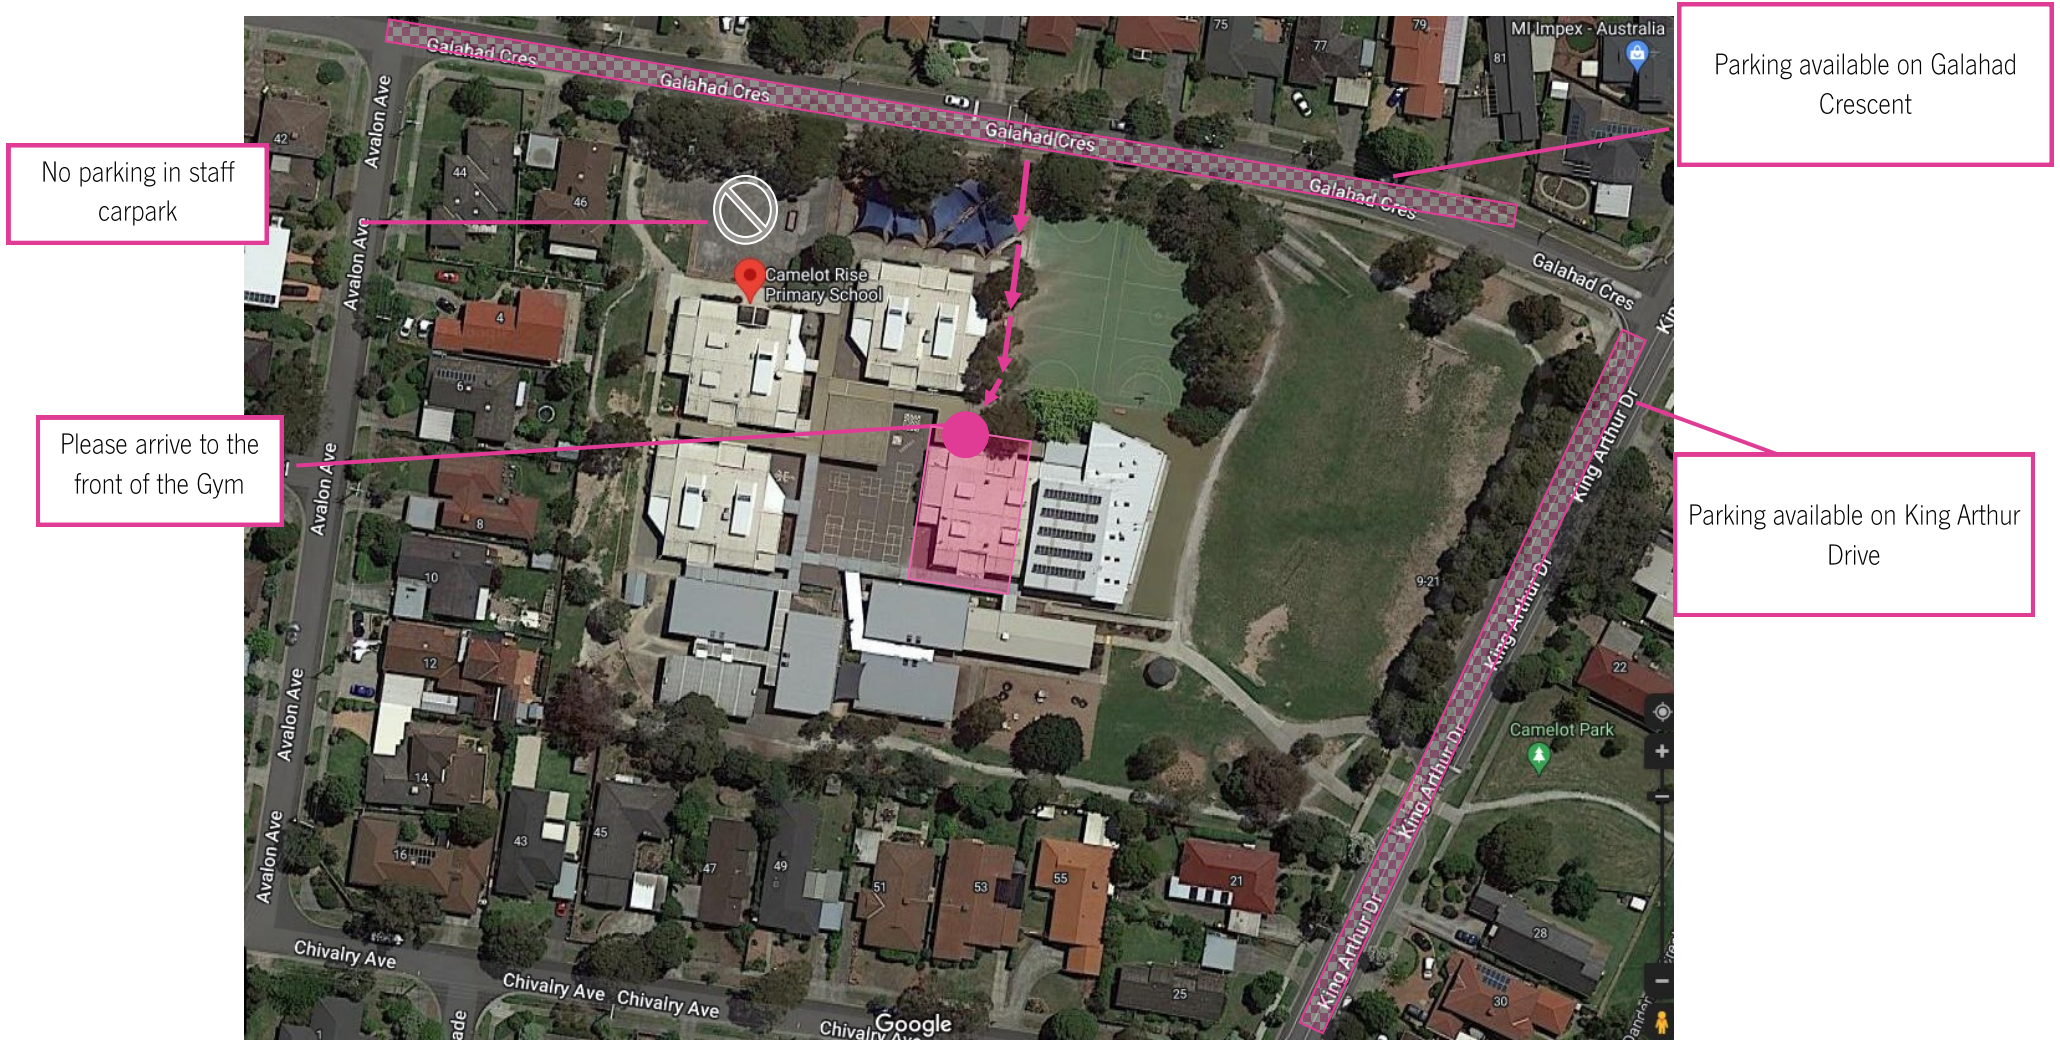 No parking in staff
carpark
Please arrive to the
front of the Gym
Parking available on Galahad
Crescent
Parking available on King Arthur
Drive
Galahad Cres
Galahad Cres
Galahad Cres
Galahad Cres
Galahad Cres
75
77
79
81
MI Impex - Australia
Avalon Ave
Avalon Ave
Avalon Ave
Avalon Ave
Avalon Ave
42
44
46
4
6
8
10
12
14
16
Camelot Rise
Primary School
King Arthur Dr
King Arthur Dr
King Arthur Dr
King Arthur Dr
9-21
22
Camelot Park
43
45
47
49
51
53
55
21
25
28
30
1
Chivalry Ave
Chivalry Ave
Chivalry Ave
Chivalry Ave
Google